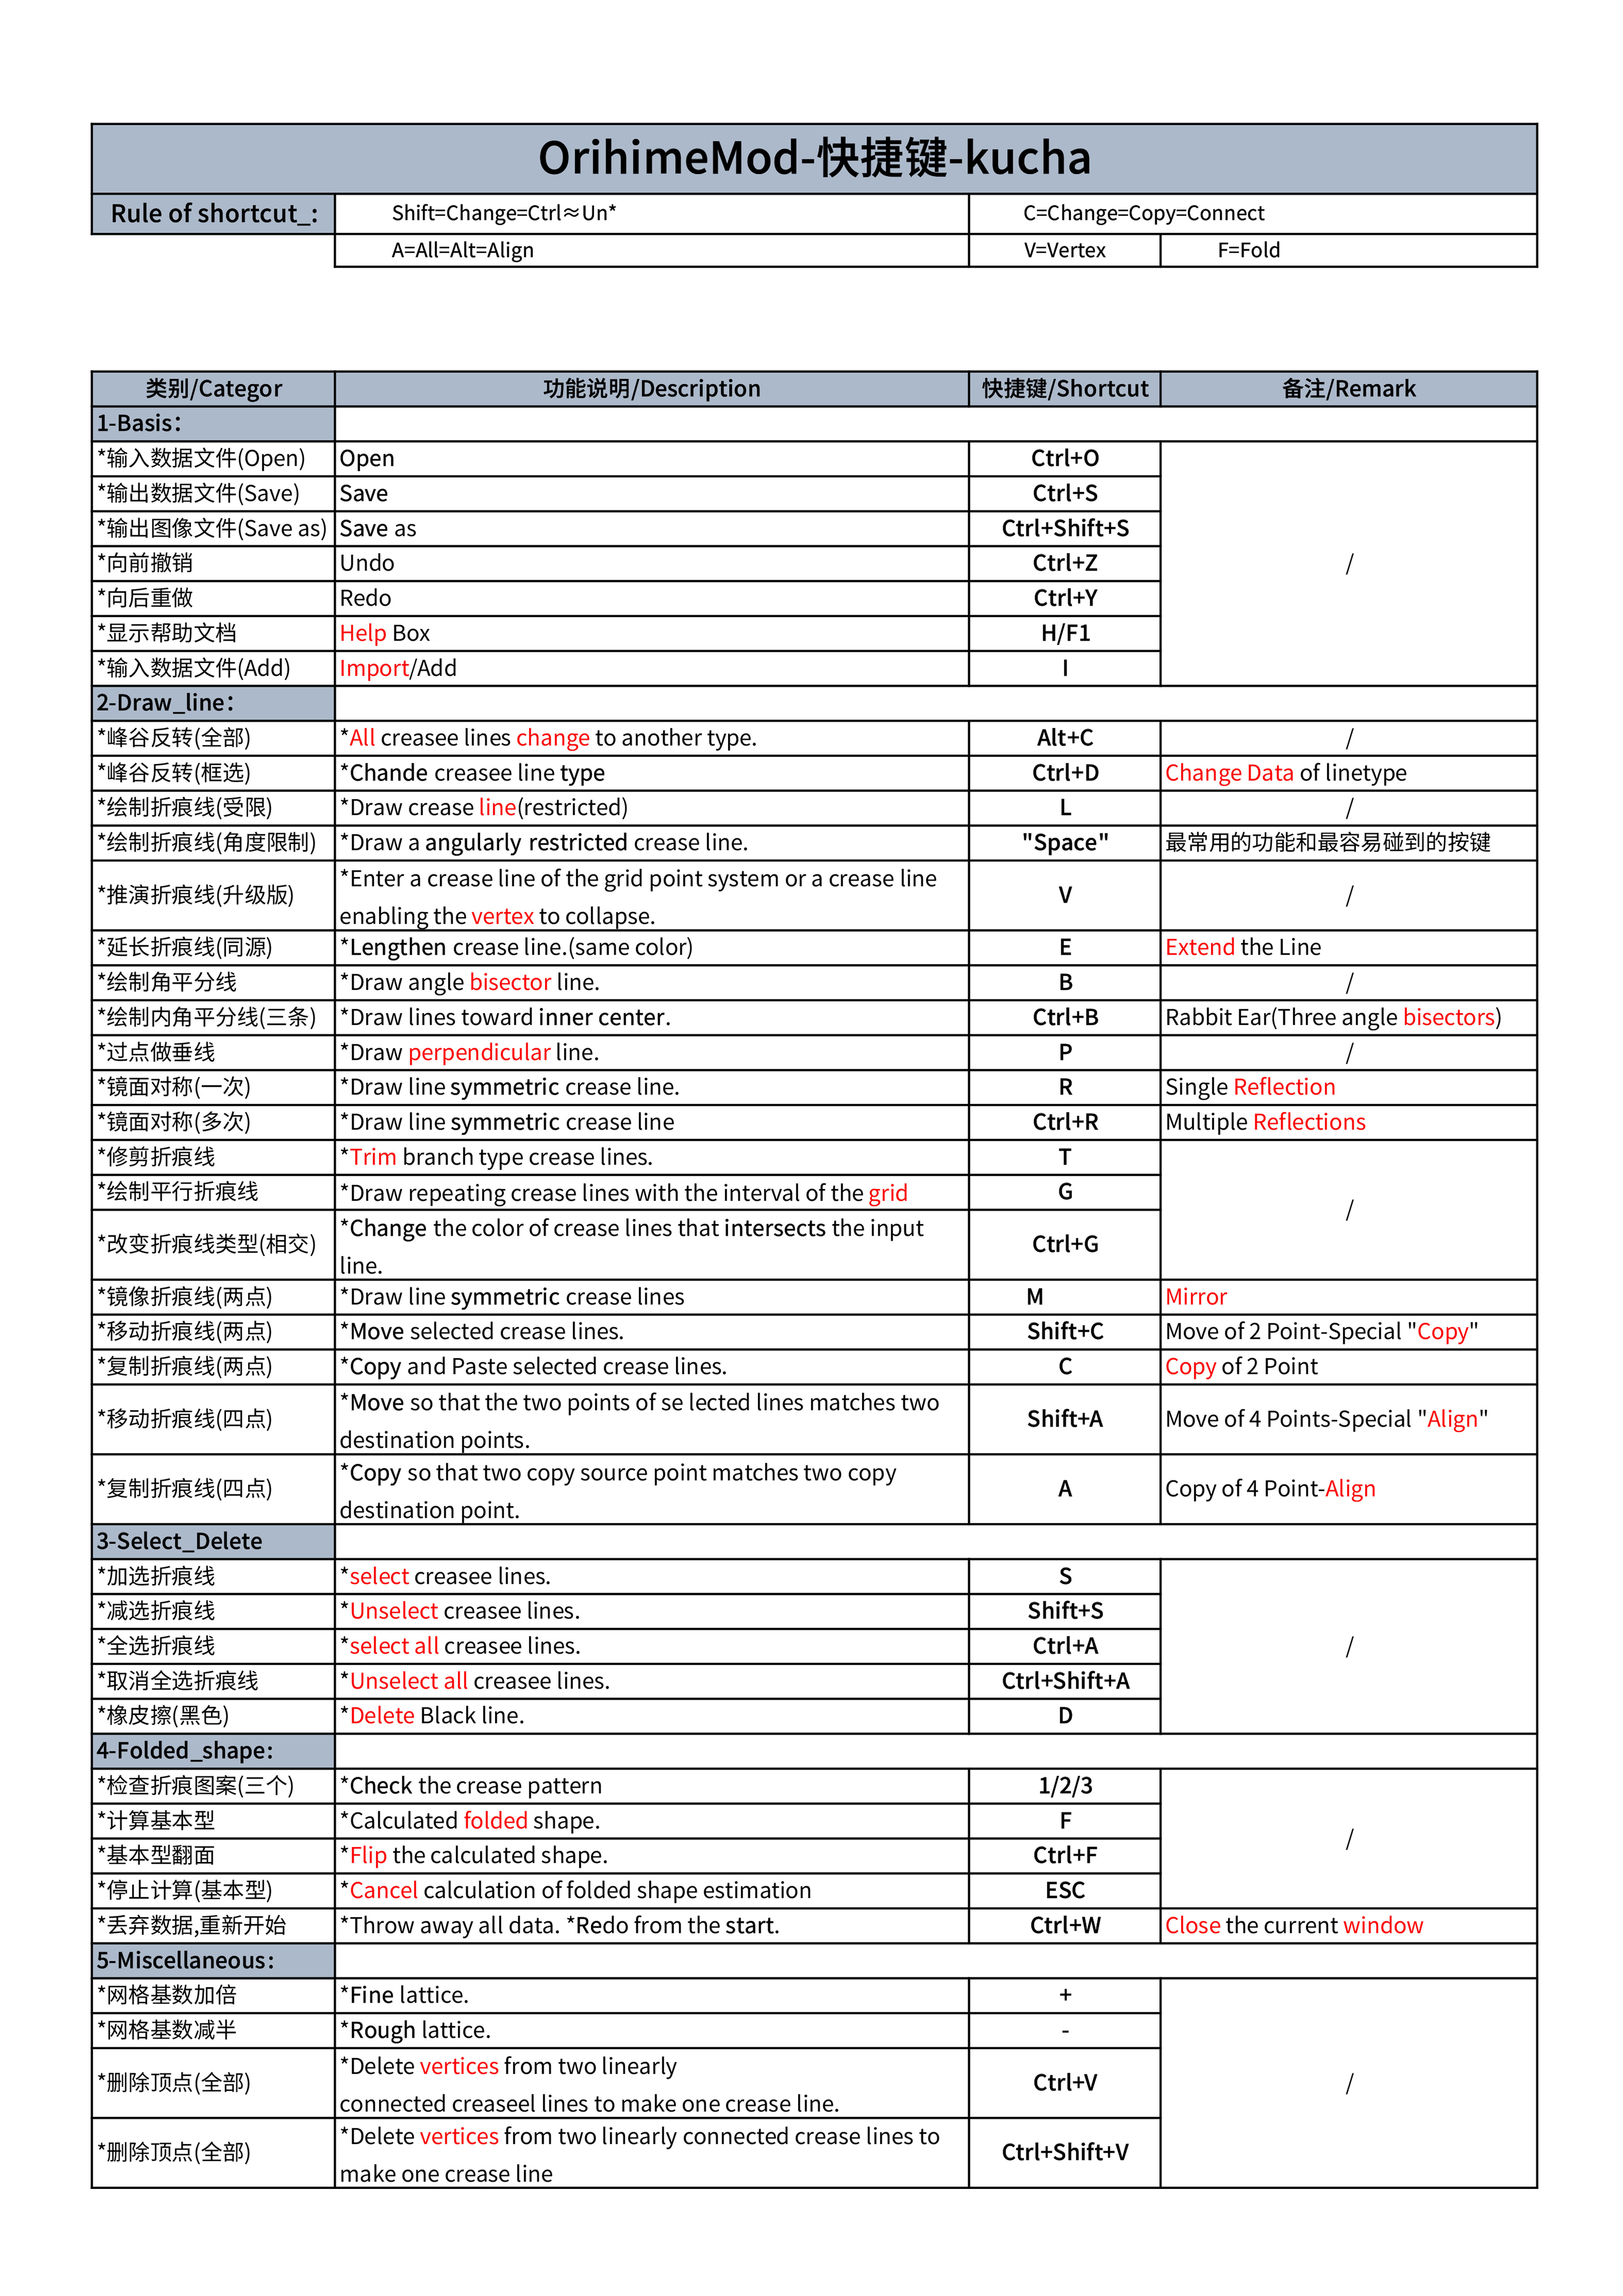 OrihimeMod-快捷键-kucha
Rule of shortcut_: Shift=Change=Ctrl≈Un* C=Change=Copy=Connect
A=All=Alt=Align V=Vertex F=Fold
类别/Categor 功能说明/Description 快捷键/Shortcut 备注/Remark
1-Basis：
*输入数据文件(Open) Open Ctrl+O
*输出数据文件(Save) Save Ctrl+S
*输出图像文件(Save as) Save as Ctrl+Shift+S
*向前撤销 Undo Ctrl+Z /
*向后重做 Redo Ctrl+Y
*显示帮助文档 Help Box H/F1
*输入数据文件(Add) Import/Add I
2-Draw_line：
*峰谷反转(全部) *All creasee lines change to another type. Alt+C /
*峰谷反转(框选) *Chande creasee line type Ctrl+D Change Data of linetype
*绘制折痕线(受限) *Draw crease line(restricted) L /
*绘制折痕线(角度限制) *Draw a angularly restricted crease line. "Space" 最常用的功能和最容易碰到的按键
*推演折痕线(升级版) *Enter a crease line of the grid point system or a crease line
enabling the vertex to collapse. V /
*延长折痕线(同源) *Lengthen crease line.(same color) E Extend the Line
*绘制角平分线 *Draw angle bisector line. B /
*绘制内角平分线(三条) *Draw lines toward inner center. Ctrl+B Rabbit Ear(Three angle bisectors)
*过点做垂线 *Draw perpendicular line. P /
*镜面对称(一次) *Draw line symmetric crease line. R Single Reflection
*镜面对称(多次) *Draw line symmetric crease line Ctrl+R Multiple Reflections
*修剪折痕线 *Trim branch type crease lines. T
*绘制平行折痕线 *Draw repeating crease lines with the interval of the grid G /
*改变折痕线类型(相交) *Change the color of crease lines that intersects the input
line. Ctrl+G
*镜像折痕线(两点) *Draw line symmetric crease lines M Mirror
*移动折痕线(两点) *Move selected crease lines. Shift+C Move of 2 Point-Special "Copy"
*复制折痕线(两点) *Copy and Paste selected crease lines. C Copy of 2 Point
*移动折痕线(四点) *Move so that the two points of se lected lines matches two
destination points. Shift+A Move of 4 Points-Special "Align"
*复制折痕线(四点) *Copy so that two copy source point matches two copy
destination point. A Copy of 4 Point-Align
3-Select_Delete
*加选折痕线 *select creasee lines. S
*减选折痕线 *Unselect creasee lines. Shift+S
*全选折痕线 *select all creasee lines. Ctrl+A /
*取消全选折痕线 *Unselect all creasee lines. Ctrl+Shift+A
*橡皮擦(黑色) *Delete Black line. D
4-Folded_shape：
*检查折痕图案(三个) *Check the crease pattern 1/2/3
*计算基本型 *Calculated folded shape. F /
*基本型翻面 *Flip the calculated shape. Ctrl+F
*停止计算(基本型) *Cancel calculation of folded shape estimation ESC
*丢弃数据,重新开始 *Throw away all data. *Redo from the start. Ctrl+W Close the current window
5-Miscellaneous：
*网格基数加倍 *Fine lattice. +
*网格基数减半 *Rough lattice. -
*删除顶点(全部) *Delete vertices from two linearly
connected creaseel lines to make one crease line. Ctrl+V /
*删除顶点(全部) *Delete vertices from two linearly connected crease lines to
make one crease line Ctrl+Shift+V